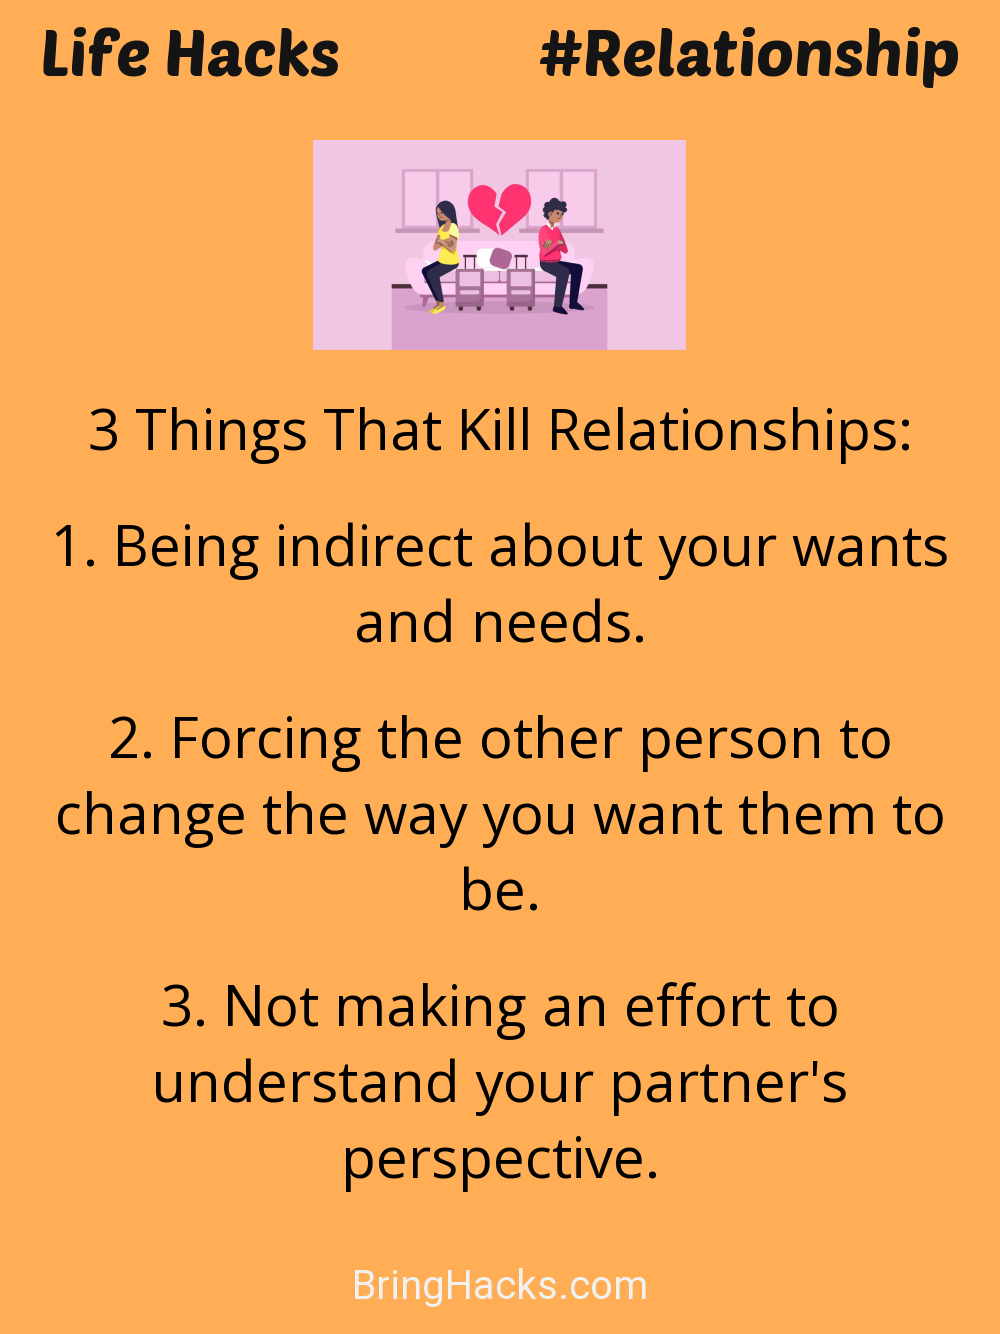 Life Hacks #Relationship
3 Things That Kill Relationships:
1. Being indirect about your wants
and needs.
2. Forcing the other person to
change the way you want them to
be.
3. Not making an effort to
understand your partner's
perspective.
BringHacks.com